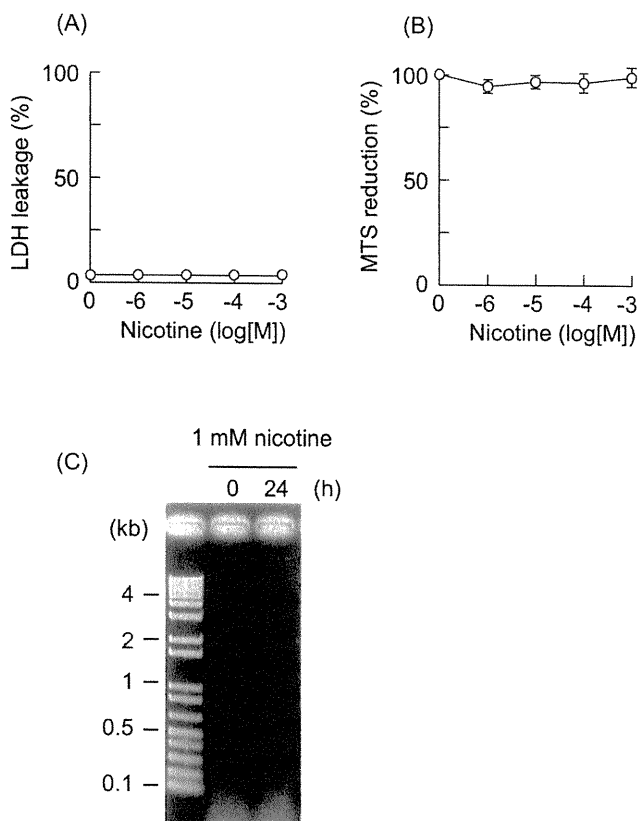 (A)
100
50
0
LDH leakage (%)
0 -6 -5 -4 -3
Nicotine (log[M])
(B)
100
50
0
MTS reduction (%)
0 -6 -5 -4 -3
Nicotine (log[M])
(C)
1 mM nicotine
0 24 (h)
(kb)
4
2
1
0.5
0.1